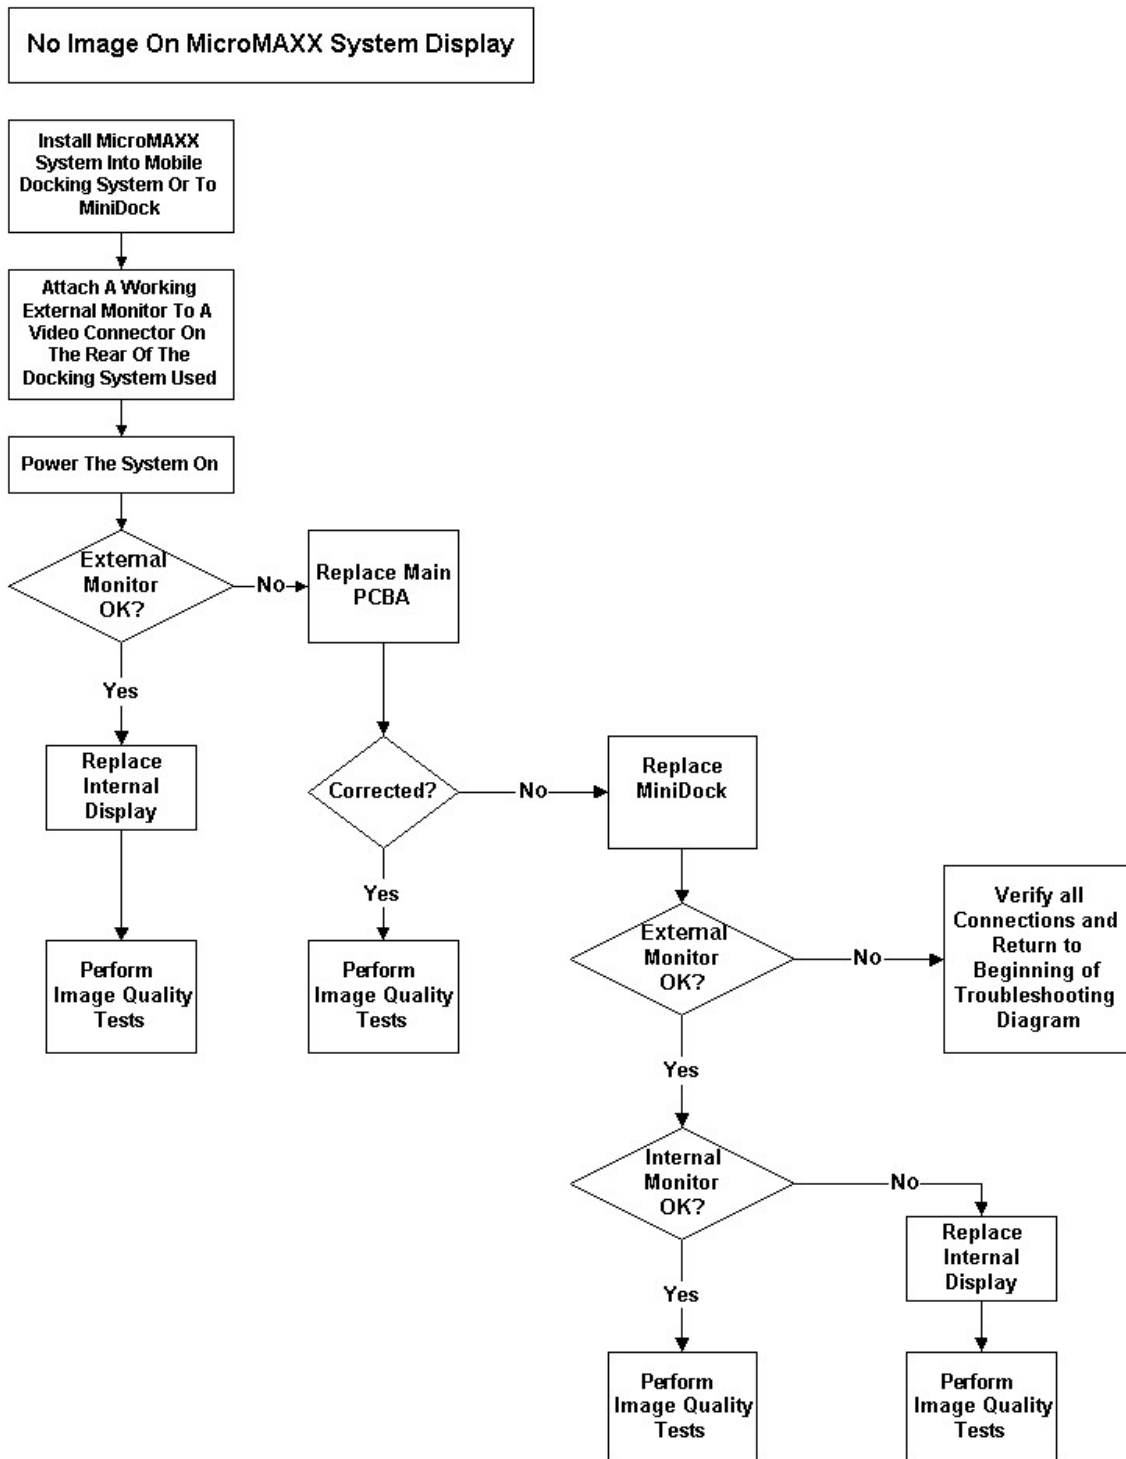 No Image On MicroMAXX System Display
Install MicroMAXX
System Into Mobile
Docking System Or To
MiniDock
Attach A Working
External Monitor To A
Video Connector On
The Rear Of The
Docking System Used
Power The System On
External
Monitor
OK?
No
Replace Main
PCBA
Yes
Replace
Internal
Display
Corrected?
No
Replace
MiniDock
Yes
Perform
Image Quality
Tests
Perform
Image Quality
Tests
External
Monitor
OK?
No
Verify all
Connections and
Return to
Beginning of
Troubleshooting
Diagram
Yes
Internal
Monitor
OK?
No
Replace
Internal
Display
Yes
Perform
Image Quality
Tests
Perform
Image Quality
Tests